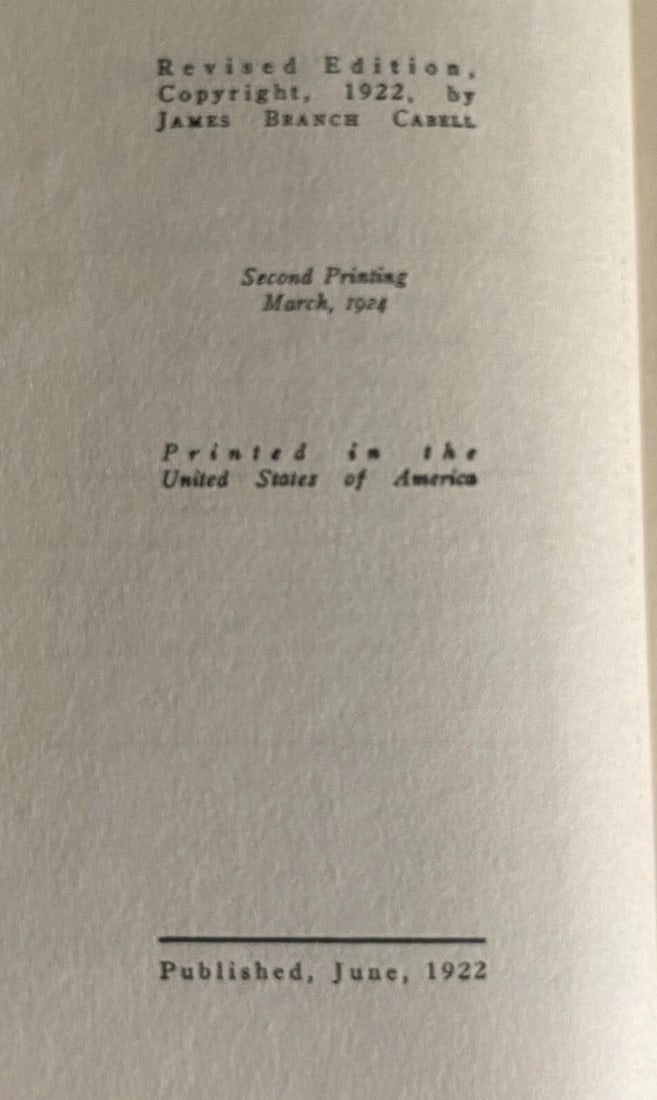 Revised Edition,
Copyright, 1922, by
JAMES BRANCH CABELL
Second Printing
March, 1924
Printed in the
United States of America
Published, June, 1922